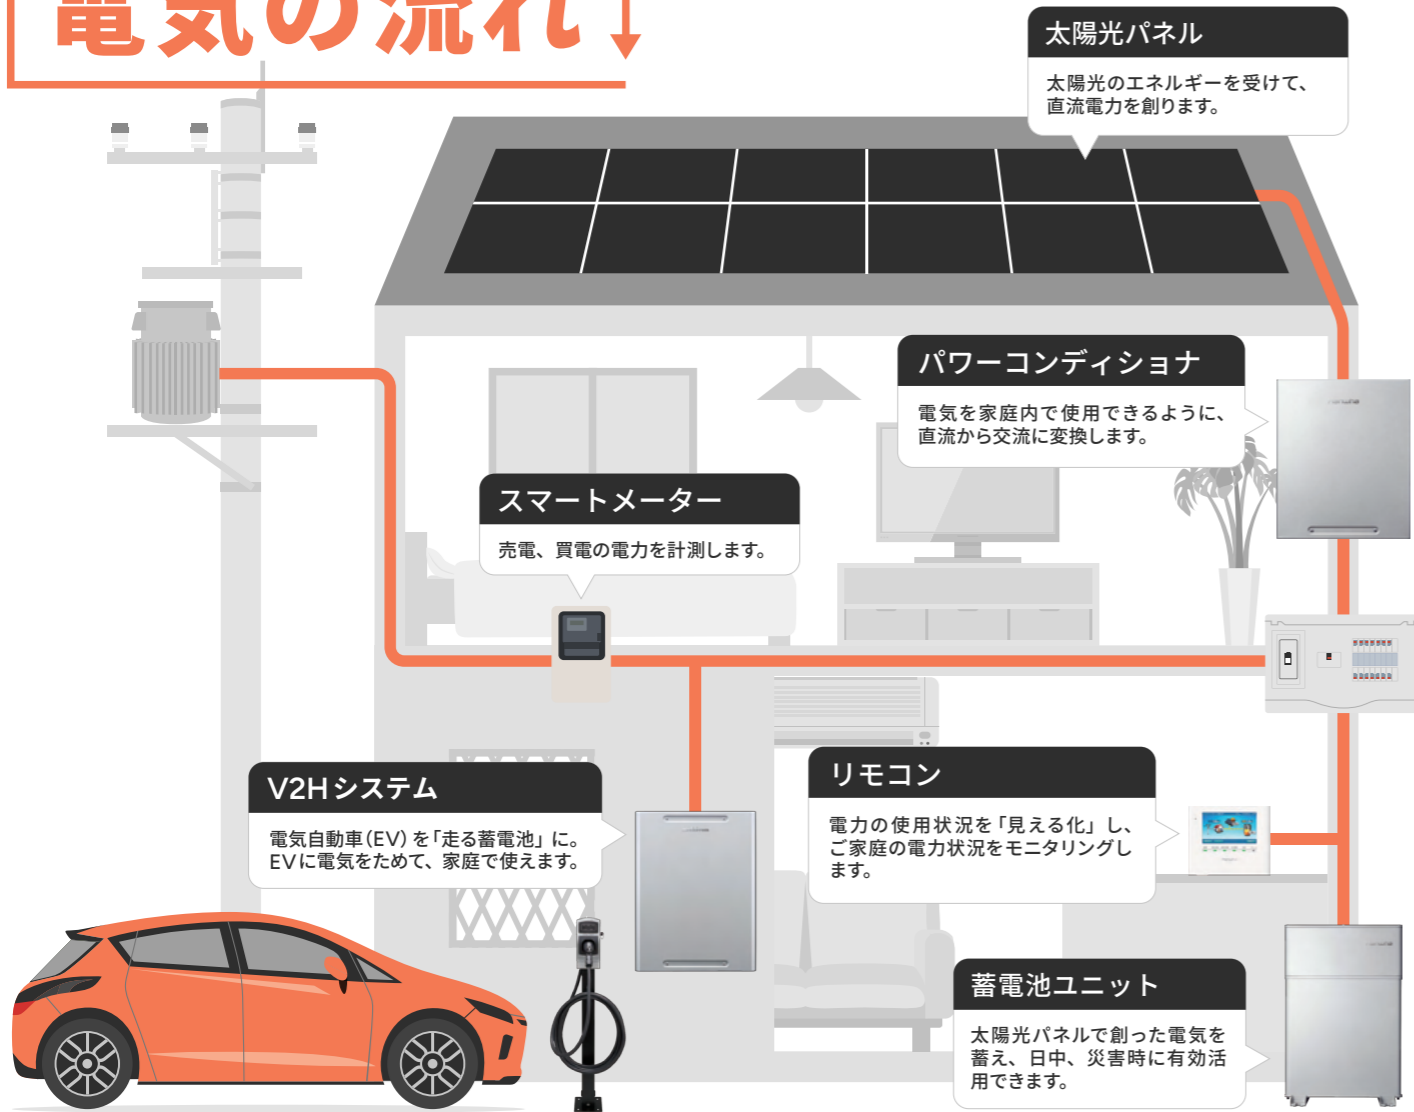 電気の流れ
太陽光パネル
太陽光のエネルギーを受けて、
直流電力を創ります。
パワーコンディショナ
電気を家庭内で使用できるように、
直流から交流に変換します。
スマートメーター
売電、買電の電力を計測します。
V2Hシステム
電気自動車(EV)を「走る蓄電池」に。
EVに電気をためて、家庭で使えます。
リモコン
電力の使用状況を「見える化」し、
ご家庭の電力状況をモニタリングし
ます。
蓄電池ユニット
太陽光パネルで創った電気を
蓄え、日中、災害時に有効活
用できます。